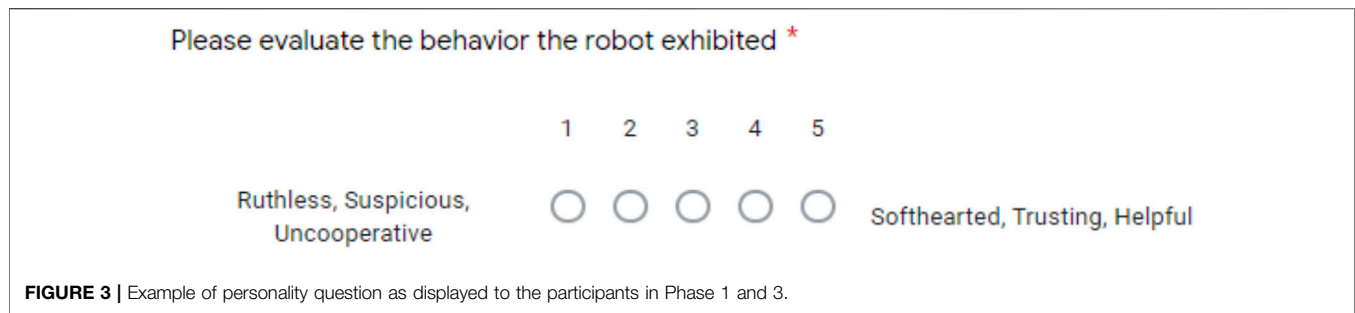 Please evaluate the behavior the robot exhibited *
1 2 3 4 5
Ruthless, Suspicious,
Uncooperative
Softhearted, Trusting, Helpful
FIGURE 3 | Example of personality question as displayed to the participants in Phase 1 and 3.